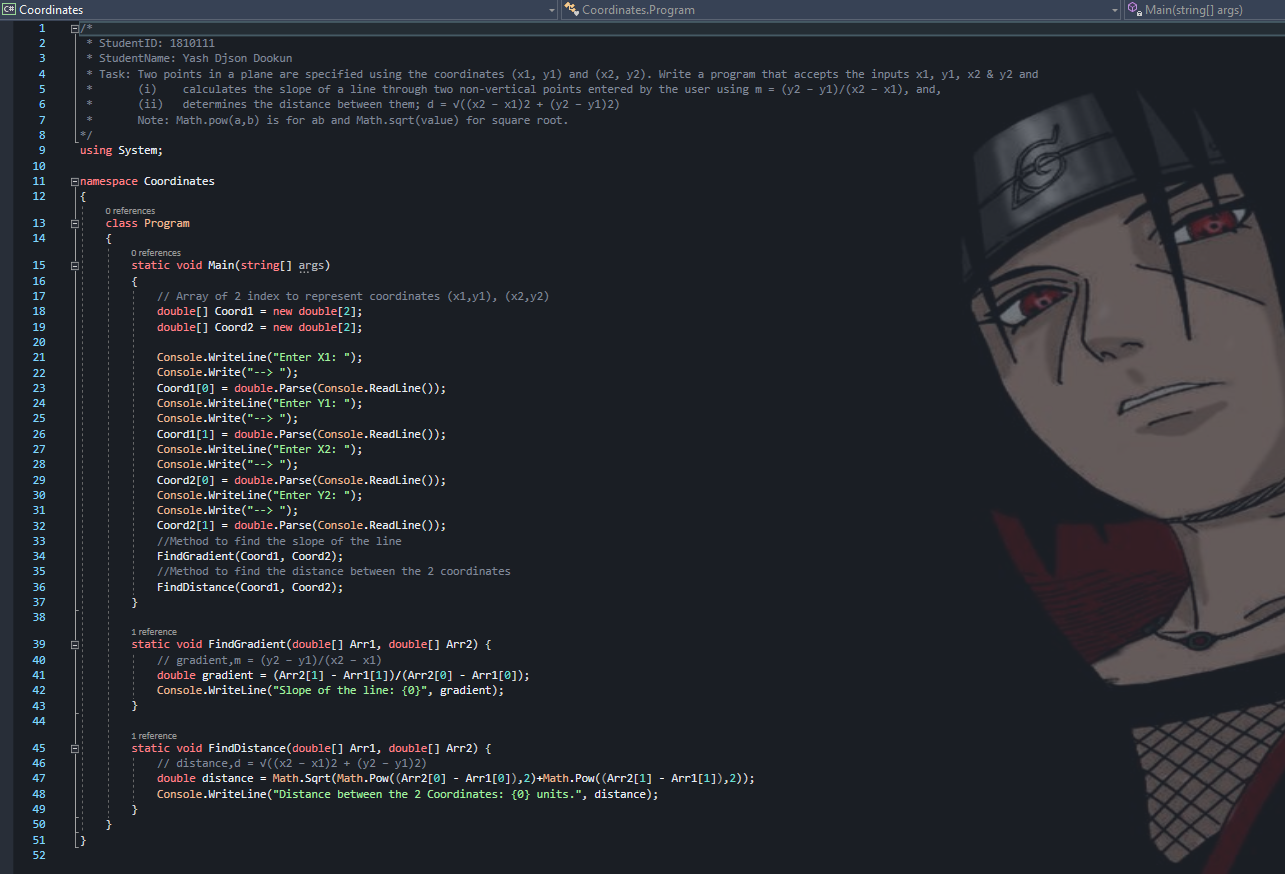 C# Coordinates Coordinates.Program Main(string[] args)
1 /*
2 * StudentID: 1810111
3 * StudentName: Yash Djson Dookun
4 * Task: Two points in a plane are specified using the coordinates (x1, y1) and (x2, y2). Write a program that accepts the inputs x1, y1, x2 & y2 and
5 * (i) calculates the slope of a line through two non-vertical points entered by the user using m = (y2 - y1)/(x2 - x1), and,
6 * (ii) determines the distance between them; d = √((x2 - x1)2 + (y2 - y1)2)
7 * Note: Math.pow(a,b) is for ab and Math.sqrt(value) for square root.
8 */
9 using System;
10
11 namespace Coordinates
12 {
0 references
13 class Program
14 {
0 references
15 static void Main(string[] args)
16 {
17 // Array of 2 index to represent coordinates (x1,y1), (x2,y2)
18 double[] Coord1 = new double[2];
19 double[] Coord2 = new double[2];
20
21 Console.WriteLine("Enter X1: ");
22 Console.Write("--> ");
23 Coord1[0] = double.Parse(Console.ReadLine());
24 Console.WriteLine("Enter Y1: ");
25 Console.Write("--> ");
26 Coord1[1] = double.Parse(Console.ReadLine());
27 Console.WriteLine("Enter X2: ");
28 Console.Write("--> ");
29 Coord2[0] = double.Parse(Console.ReadLine());
30 Console.WriteLine("Enter Y2: ");
31 Console.Write("--> ");
32 Coord2[1] = double.Parse(Console.ReadLine());
33 //Method to find the slope of the line
34 FindGradient(Coord1, Coord2);
35 //Method to find the distance between the 2 coordinates
36 FindDistance(Coord1, Coord2);
37 }
38
1 reference
39 static void FindGradient(double[] Arr1, double[] Arr2) {
40 // gradient,m = (y2 - y1)/(x2 - x1)
41 double gradient = (Arr2[1] - Arr1[1])/(Arr2[0] - Arr1[0]);
42 Console.WriteLine("Slope of the line: {0}", gradient);
43 }
44
1 reference
45 static void FindDistance(double[] Arr1, double[] Arr2) {
46 // distance,d = √((x2 - x1)2 + (y2 - y1)2)
47 double distance = Math.Sqrt(Math.Pow((Arr2[0] - Arr1[0]),2)+Math.Pow((Arr2[1] - Arr1[1]),2));
48 Console.WriteLine("Distance between the 2 Coordinates: {0} units.", distance);
49 }
50 }
51 }
52